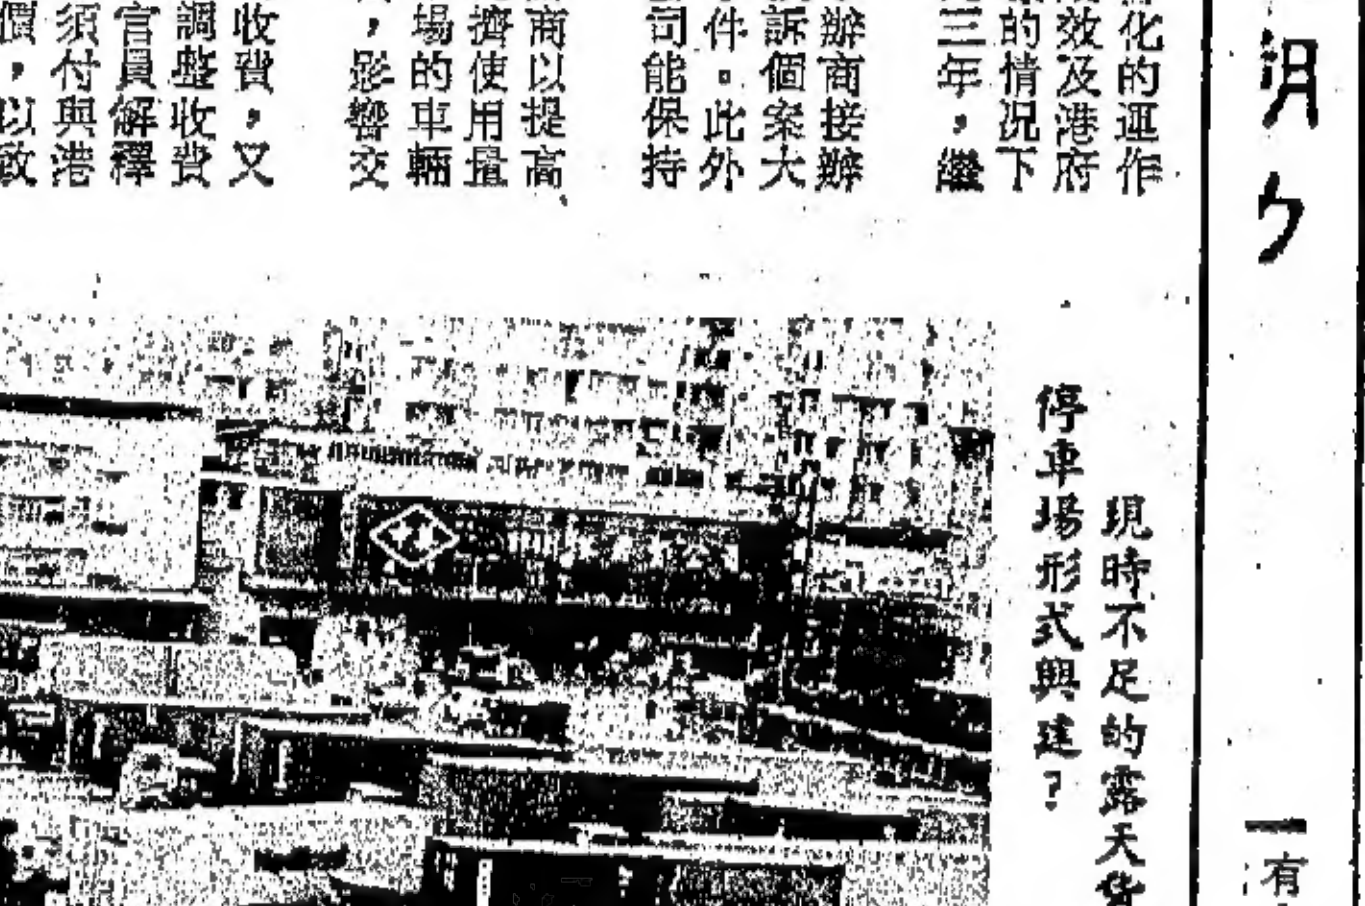 化的運作
效及港府
的情況下
三年，繼
辦商接辦
訴個案大
件。此外
司能保持
商以提高
擠使用量
場的車輛
，影響交
收費，又
調整收費
官員解釋
須付與港
價，以致
現時不足的露天貨
停車場形式興建？
有